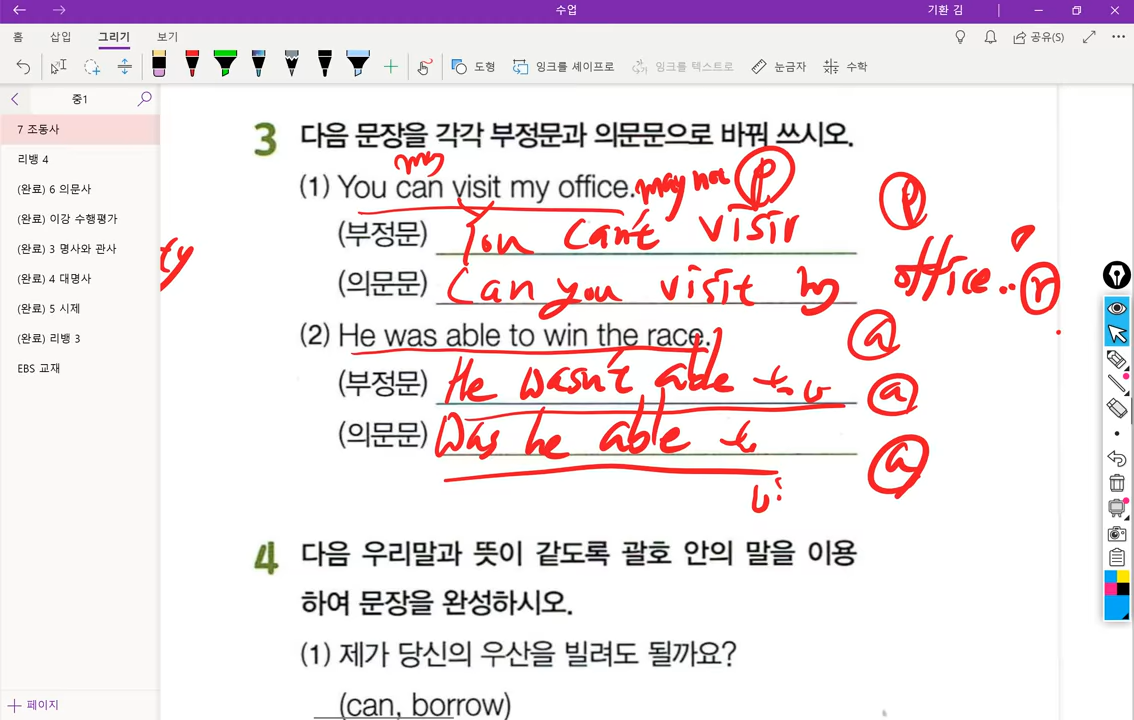 수업
기환 김
홈 삽입 그리기 보기
공유(S)
도형 잉크를 셰이프로 잉크를 텍스트로 눈금자 수학
중1
7 조동사
리뱅 4
(완료) 6 의문사
(완료) 이강 수행평가
(완료) 3 명사와 관사
(완료) 4 대명사
(완료) 5 시제
(완료) 리뱅 3
EBS 교재
페이지
ty
3 다음 문장을 각각 부정문과 의문문으로 바꿔 쓰시오.
may
(1) You can visit my office. may not p
(부정문) You can't visit p
(의문문) Can you visit my office..? r
(2) He was able to win the race. a
(부정문) He wasn't able to a
(의문문) Was he able to a
4 다음 우리말과 뜻이 같도록 괄호 안의 말을 이용
하여 문장을 완성하시오.
(1) 제가 당신의 우산을 빌려도 될까요?
(can, borrow)